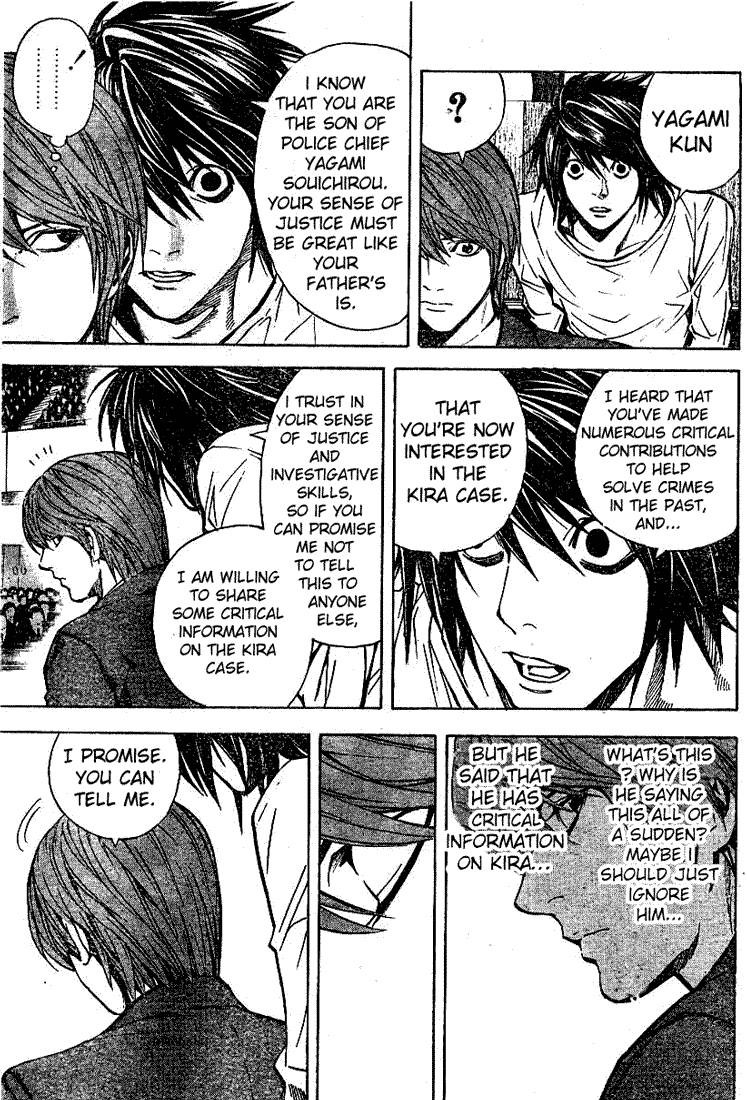 YAGAMI
KUN
?
I KNOW
THAT YOU ARE
THE SON OF
POLICE CHIEF
YAGAMI
SOUICHIROU.
YOUR SENSE OF
JUSTICE MUST
BE GREAT LIKE
YOUR
FATHER'S
IS.
.........!
I HEARD THAT
YOU'VE MADE
NUMEROUS CRITICAL
CONTRIBUTIONS
TO HELP
SOLVE CRIMES
IN THE PAST,
AND...
THAT
YOU'RE NOW
INTERESTED
IN THE
KIRA CASE.
I TRUST IN
YOUR SENSE
OF JUSTICE
AND
INVESTIGATIVE
SKILLS,
SO IF YOU
CAN PROMISE
ME NOT
TO TELL
THIS TO
ANYONE
ELSE,
I AM WILLING
TO SHARE
SOME CRITICAL
INFORMATION
ON THE KIRA
CASE.
WHAT'S THIS
? WHY IS
HE SAYING
THIS ALL OF
A SUDDEN?
MAYBE I
SHOULD JUST
IGNORE
HIM...
BUT HE
SAID THAT
HE HAS
CRITICAL
INFORMATION
ON KIRA...
I PROMISE.
YOU CAN
TELL ME.